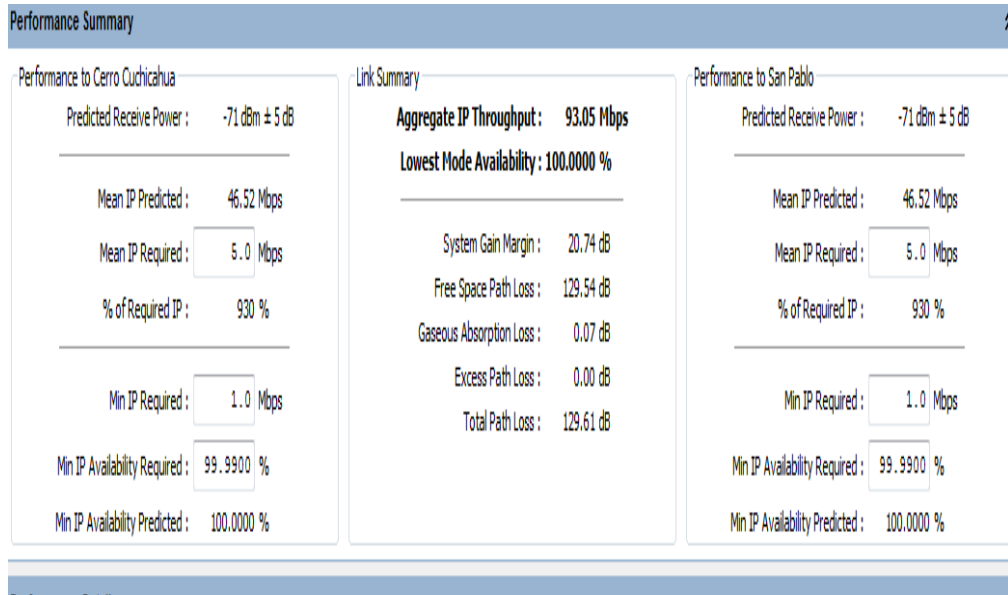 Performance Summary
Performance to Cerro Cuchicahua
Predicted Receive Power : -71 dBm ± 5 dB
Mean IP Predicted : 46.52 Mbps
Mean IP Required : 5.0 Mbps
% of Required IP : 930 %
Min IP Required : 1.0 Mbps
Min IP Availability Required : 99.9900 %
Min IP Availability Predicted : 100.0000 %
Link Summary
Aggregate IP Throughput : 93.05 Mbps
Lowest Mode Availability : 100.0000 %
System Gain Margin : 20.74 dB
Free Space Path Loss : 129.54 dB
Gaseous Absorption Loss : 0.07 dB
Excess Path Loss : 0.00 dB
Total Path Loss : 129.61 dB
Performance to San Pablo
Predicted Receive Power : -71 dBm ± 5 dB
Mean IP Predicted : 46.52 Mbps
Mean IP Required : 5.0 Mbps
% of Required IP : 930 %
Min IP Required : 1.0 Mbps
Min IP Availability Required : 99.9900 %
Min IP Availability Predicted : 100.0000 %